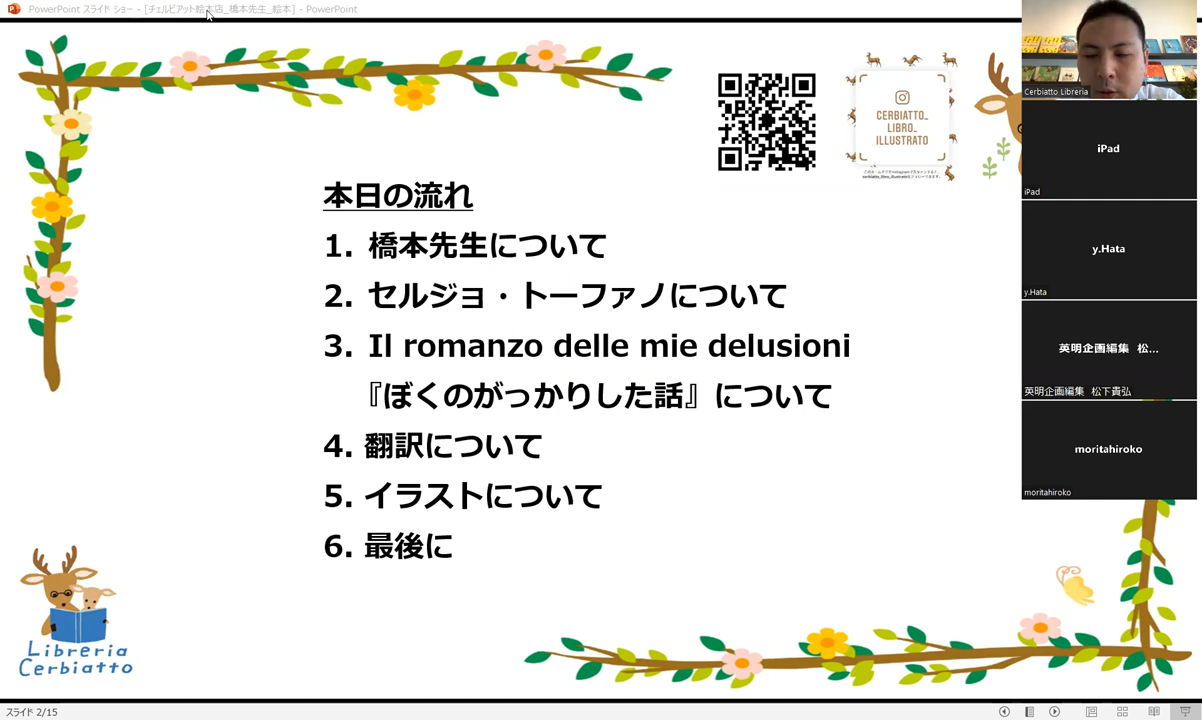 PowerPoint スライド ショー - [チェルビアット絵本店_橋本先生_絵本] - PowerPoint
CERBIATTO_
LIBRO_
ILLUSTRATO
本日の流れ
1. 橋本先生について
2. セルジョ・トーファノについて
3. Il romanzo delle mie delusioni
『ぼくのがっかりした話』について
4. 翻訳について
5. イラストについて
6. 最後に
Libreria
Cerbiatto
Cerbiatto Libreria
iPad
iPad
y.Hata
y.Hata
英明企画編集 松...
英明企画編集 松下貴弘
moritahiroko
moritahiroko
スライド 2/15